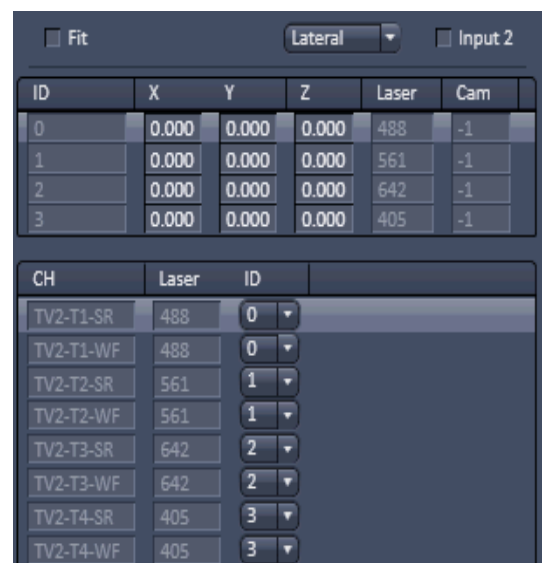 Fit Lateral Input 2
ID X Y Z Laser Cam
0 0.000 0.000 0.000 488 -1
1 0.000 0.000 0.000 561 -1
2 0.000 0.000 0.000 642 -1
3 0.000 0.000 0.000 405 -1
CH Laser ID
TV2-T1-SR 488 0
TV2-T1-WF 488 0
TV2-T2-SR 561 1
TV2-T2-WF 561 1
TV2-T3-SR 642 2
TV2-T3-WF 642 2
TV2-T4-SR 405 3
TV2-T4-WF 405 3